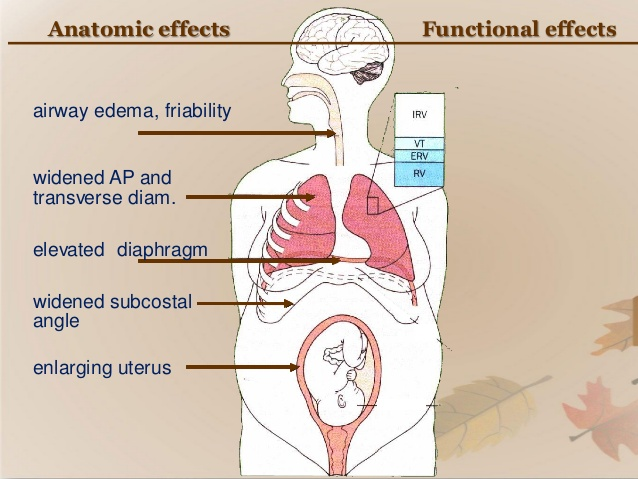 Anatomic effects
Functional effects
airway edema, friability
widened AP and
transverse diam.
elevated diaphragm
widened subcostal
angle
enlarging uterus
IRV
VT
ERV
RV